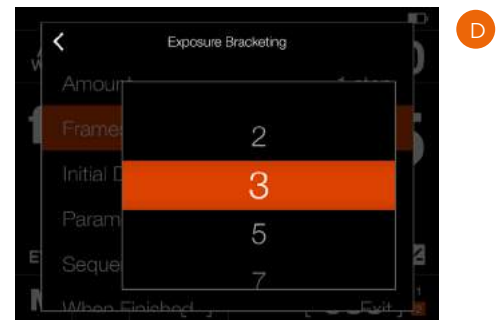 D
Exposure Bracketing
Amount 1 step
2
Frames
3
Initial D
Param
5
Seque
7
When Finished Exit